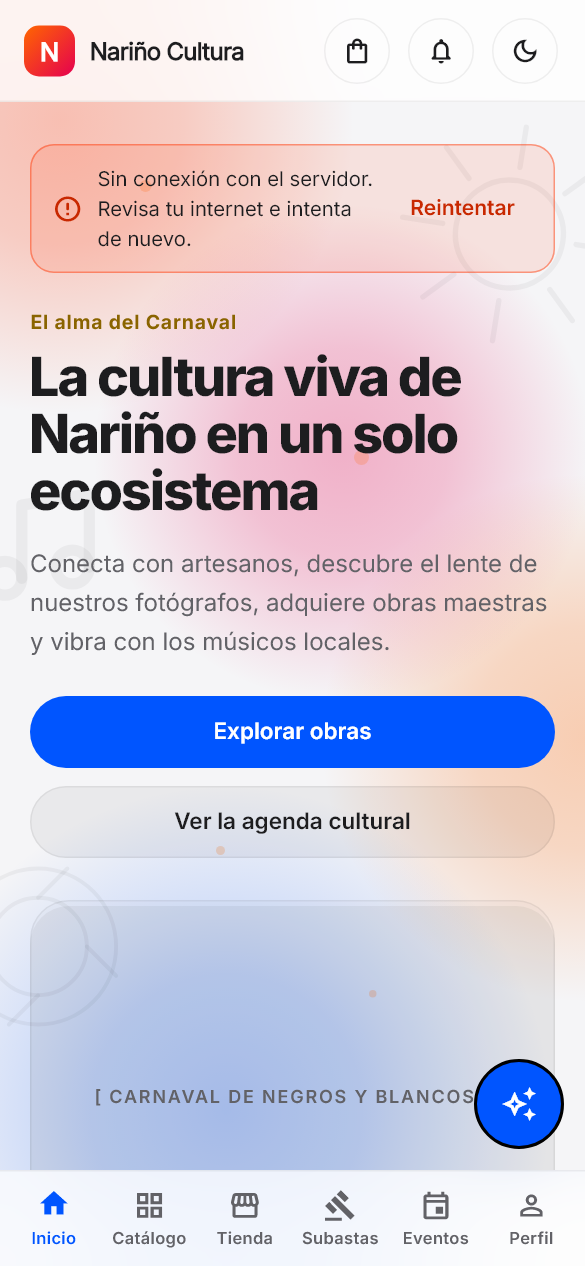 N Nariño Cultura
Sin conexión con el servidor.
Revisa tu internet e intenta
de nuevo.
Reintentar
El alma del Carnaval
La cultura viva de
Nariño en un solo
ecosistema
Conecta con artesanos, descubre el lente de
nuestros fotógrafos, adquiere obras maestras
y vibra con los músicos locales.
Explorar obras
Ver la agenda cultural
[ CARNAVAL DE NEGROS Y BLANCOS
Inicio Catálogo Tienda Subastas Eventos Perfil